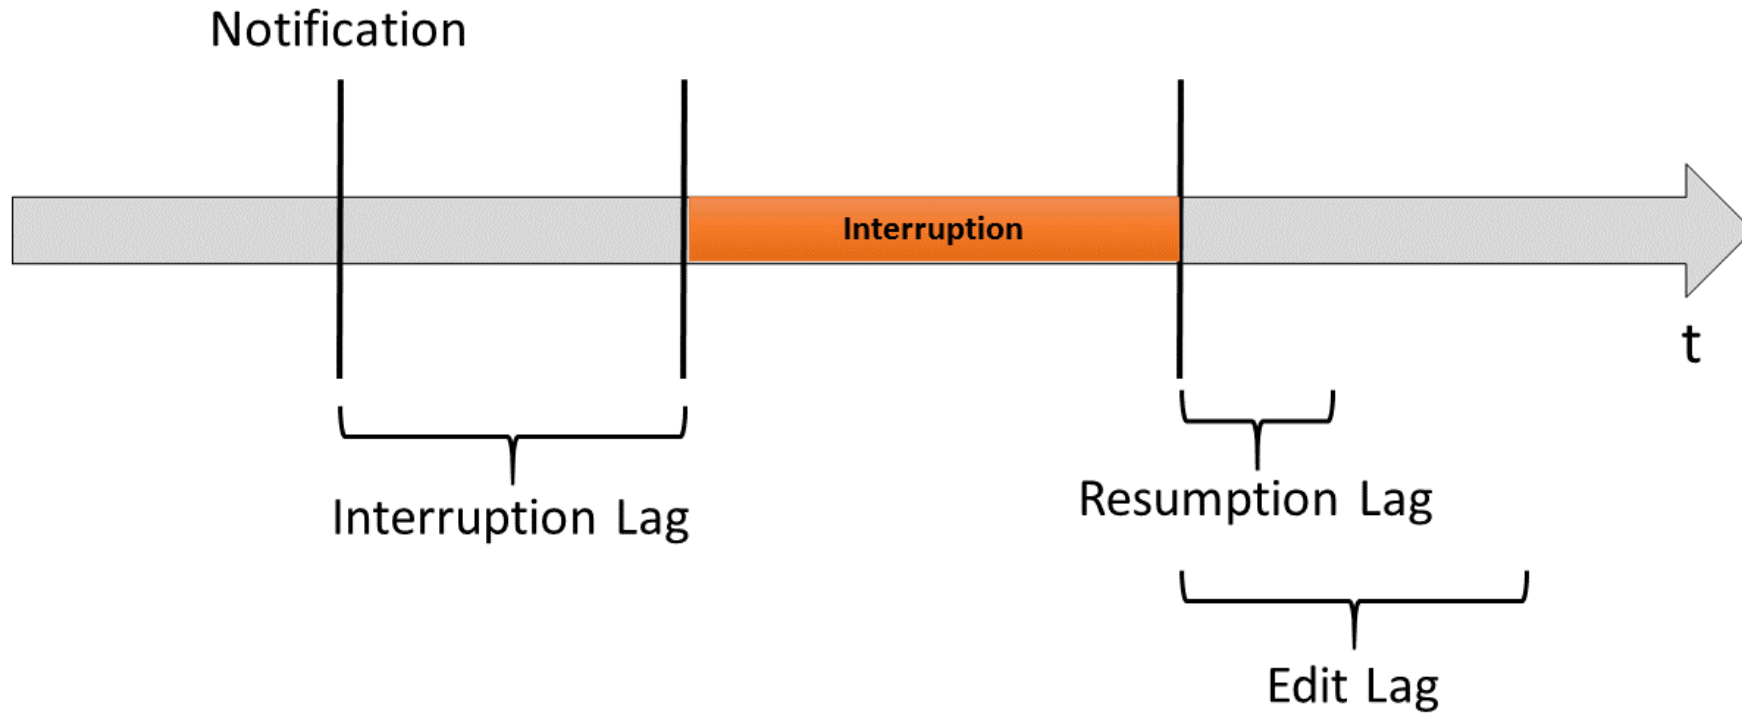 Notification
Interruption
t
Interruption Lag
Resumption Lag
Edit Lag